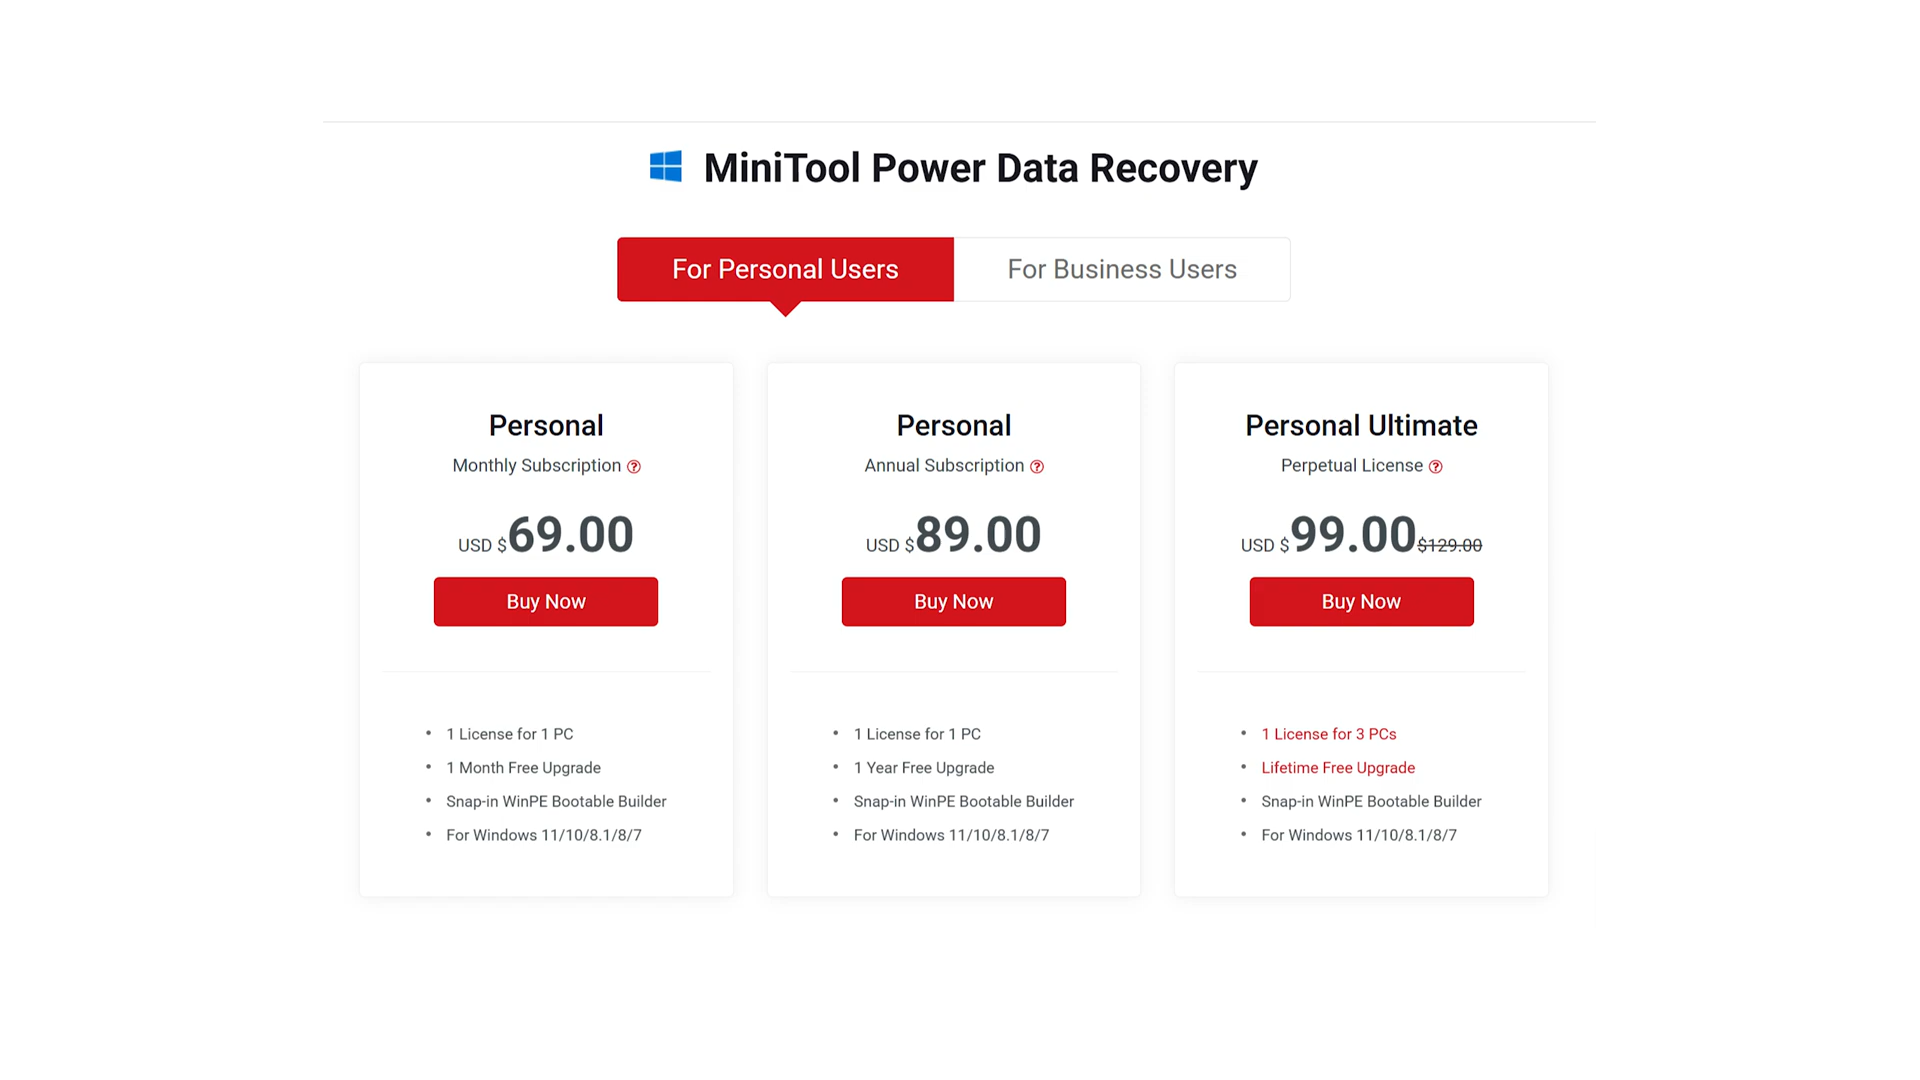 MiniTool Power Data Recovery
For Personal Users
For Business Users
Personal
Monthly Subscription ?
USD $69.00
Buy Now
• 1 License for 1 PC
• 1 Month Free Upgrade
• Snap-in WinPE Bootable Builder
• For Windows 11/10/8.1/8/7
Personal
Annual Subscription ?
USD $89.00
Buy Now
• 1 License for 1 PC
• 1 Year Free Upgrade
• Snap-in WinPE Bootable Builder
• For Windows 11/10/8.1/8/7
Personal Ultimate
Perpetual License ?
USD $99.00 $129.00
Buy Now
• 1 License for 3 PCs
• Lifetime Free Upgrade
• Snap-in WinPE Bootable Builder
• For Windows 11/10/8.1/8/7